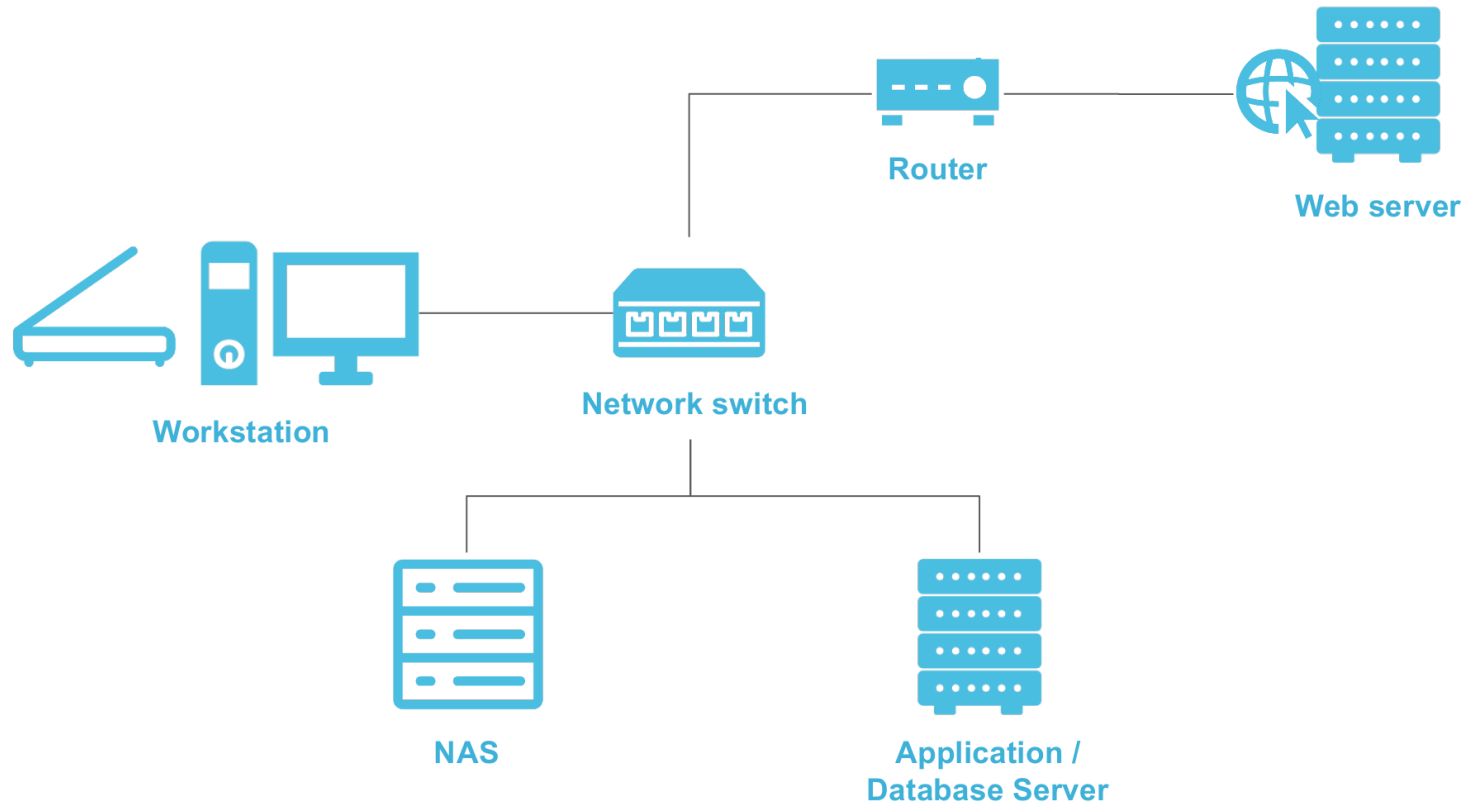 Router
Web server
Network switch
Workstation
NAS
Application /
Database Server